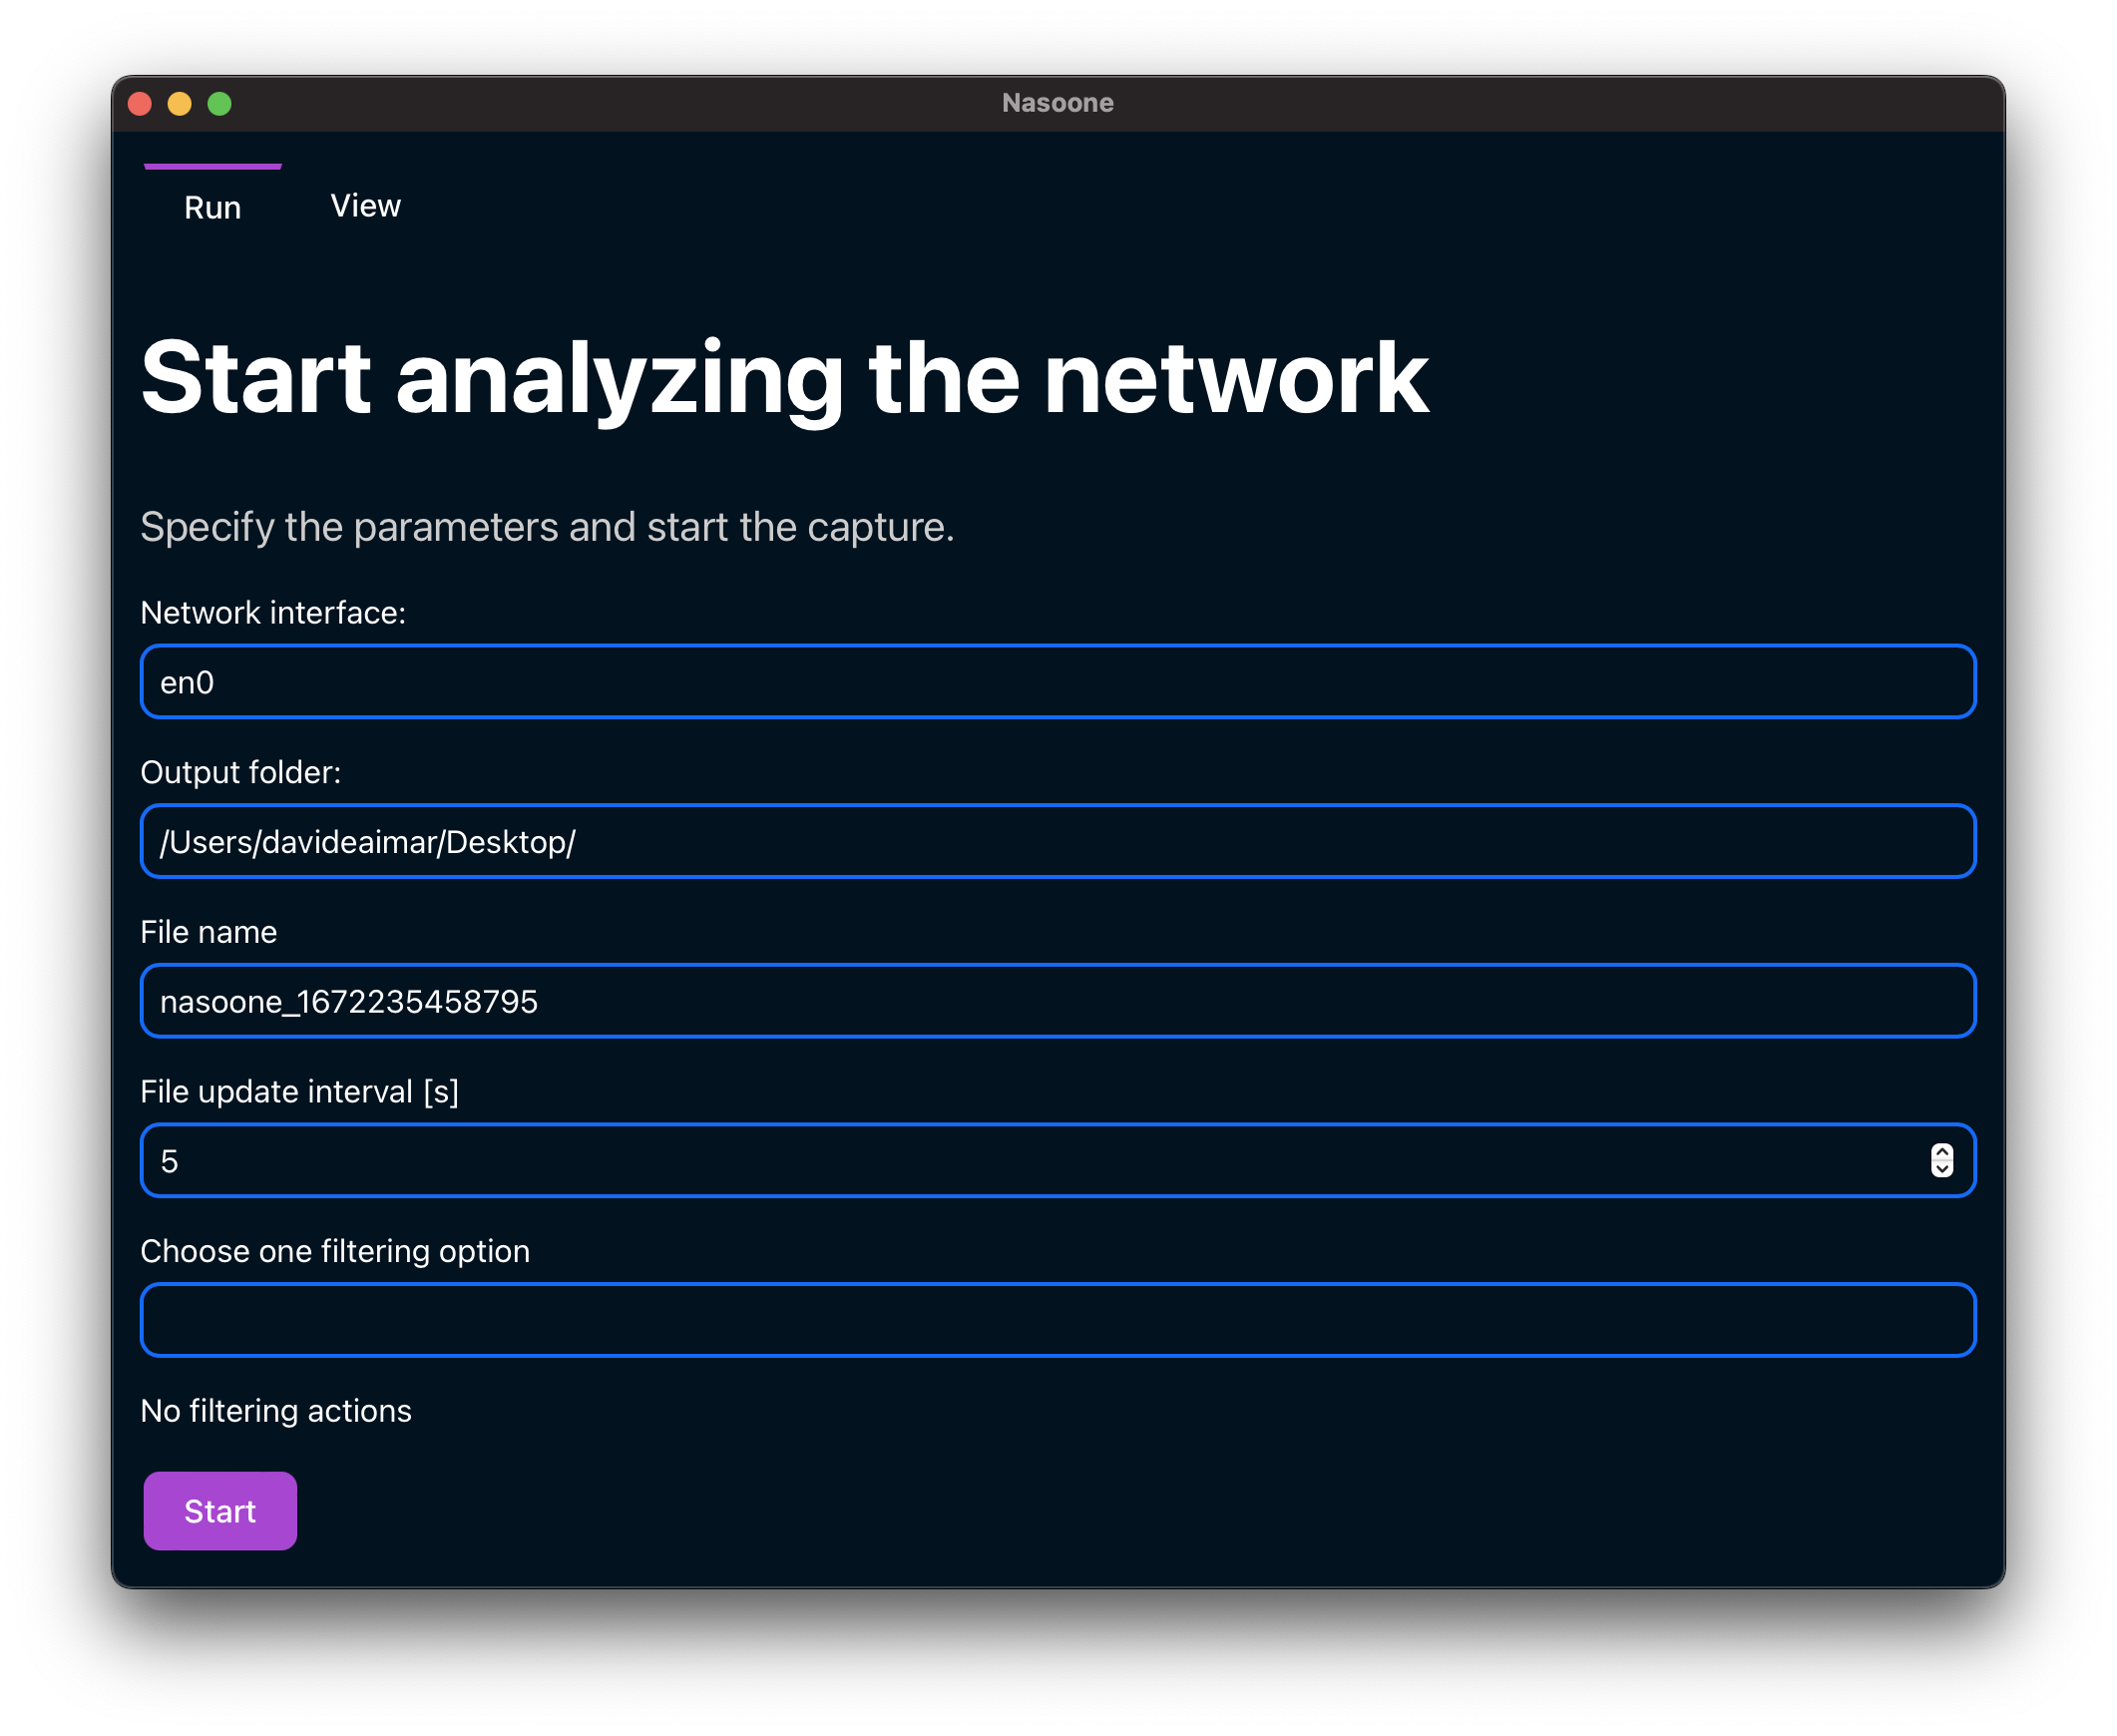 Nasoone
Run
View
Start analyzing the network
Specify the parameters and start the capture.
Network interface:
en0
Output folder:
/Users/davideaimar/Desktop/
File name
nasoone_1672235458795
File update interval [s]
5
Choose one filtering option
No filtering actions
Start